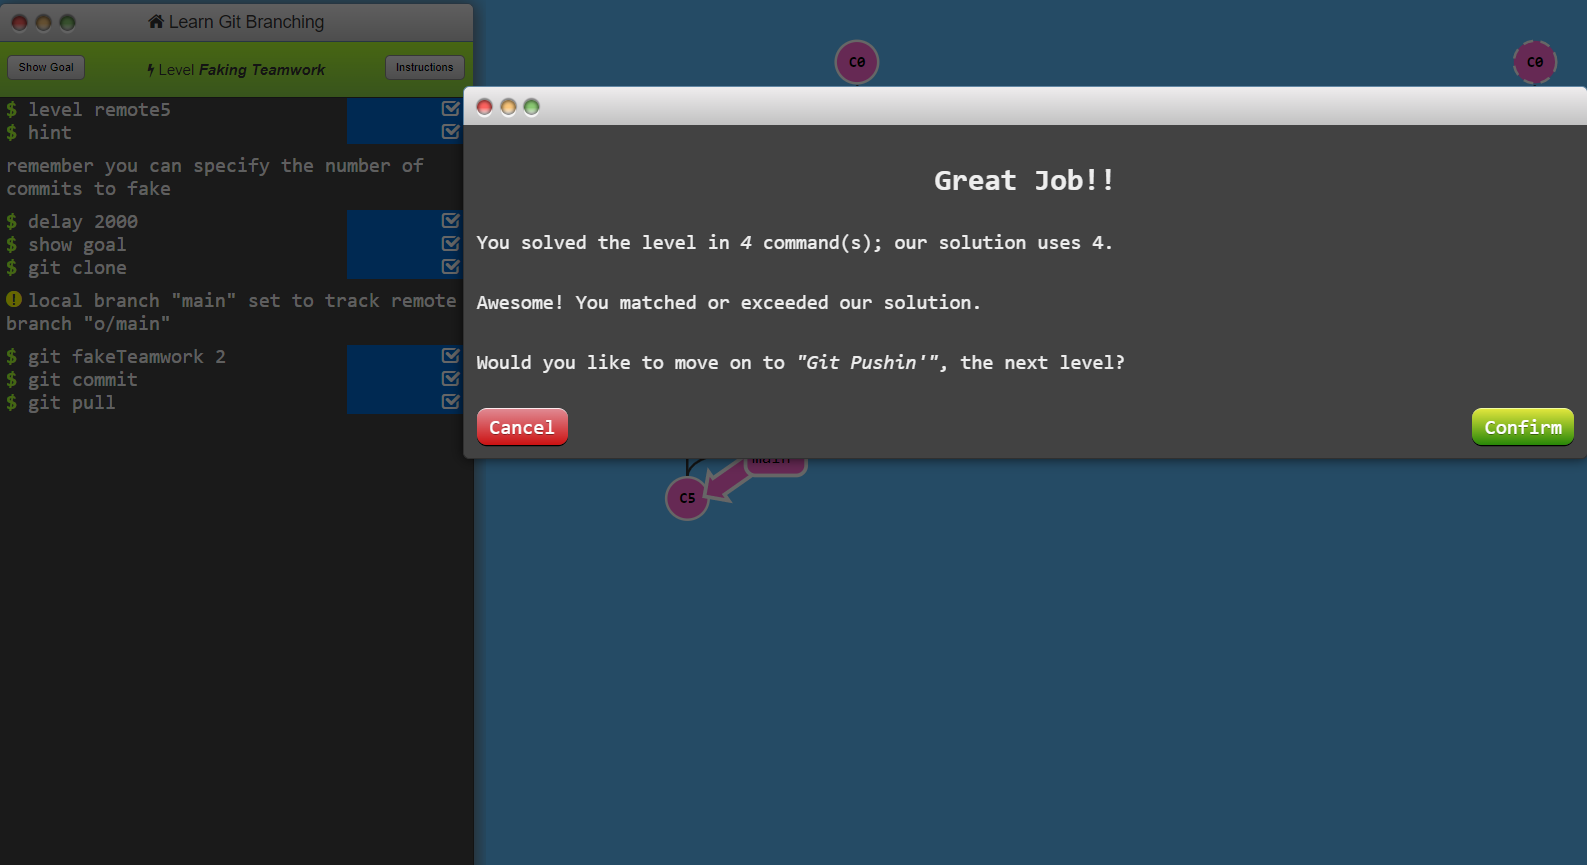 Learn Git Branching
Show Goal
Level Faking Teamwork
Instructions
$ level remote5
$ hint
remember you can specify the number of
commits to fake
$ delay 2000
$ show goal
$ git clone
local branch "main" set to track remote
branch "o/main"
$ git fakeTeamwork 2
$ git commit
$ git pull
C0
C0
Great Job!!
You solved the level in 4 command(s); our solution uses 4.
Awesome! You matched or exceeded our solution.
Would you like to move on to "Git Pushin'", the next level?
Cancel
Confirm
main
C5